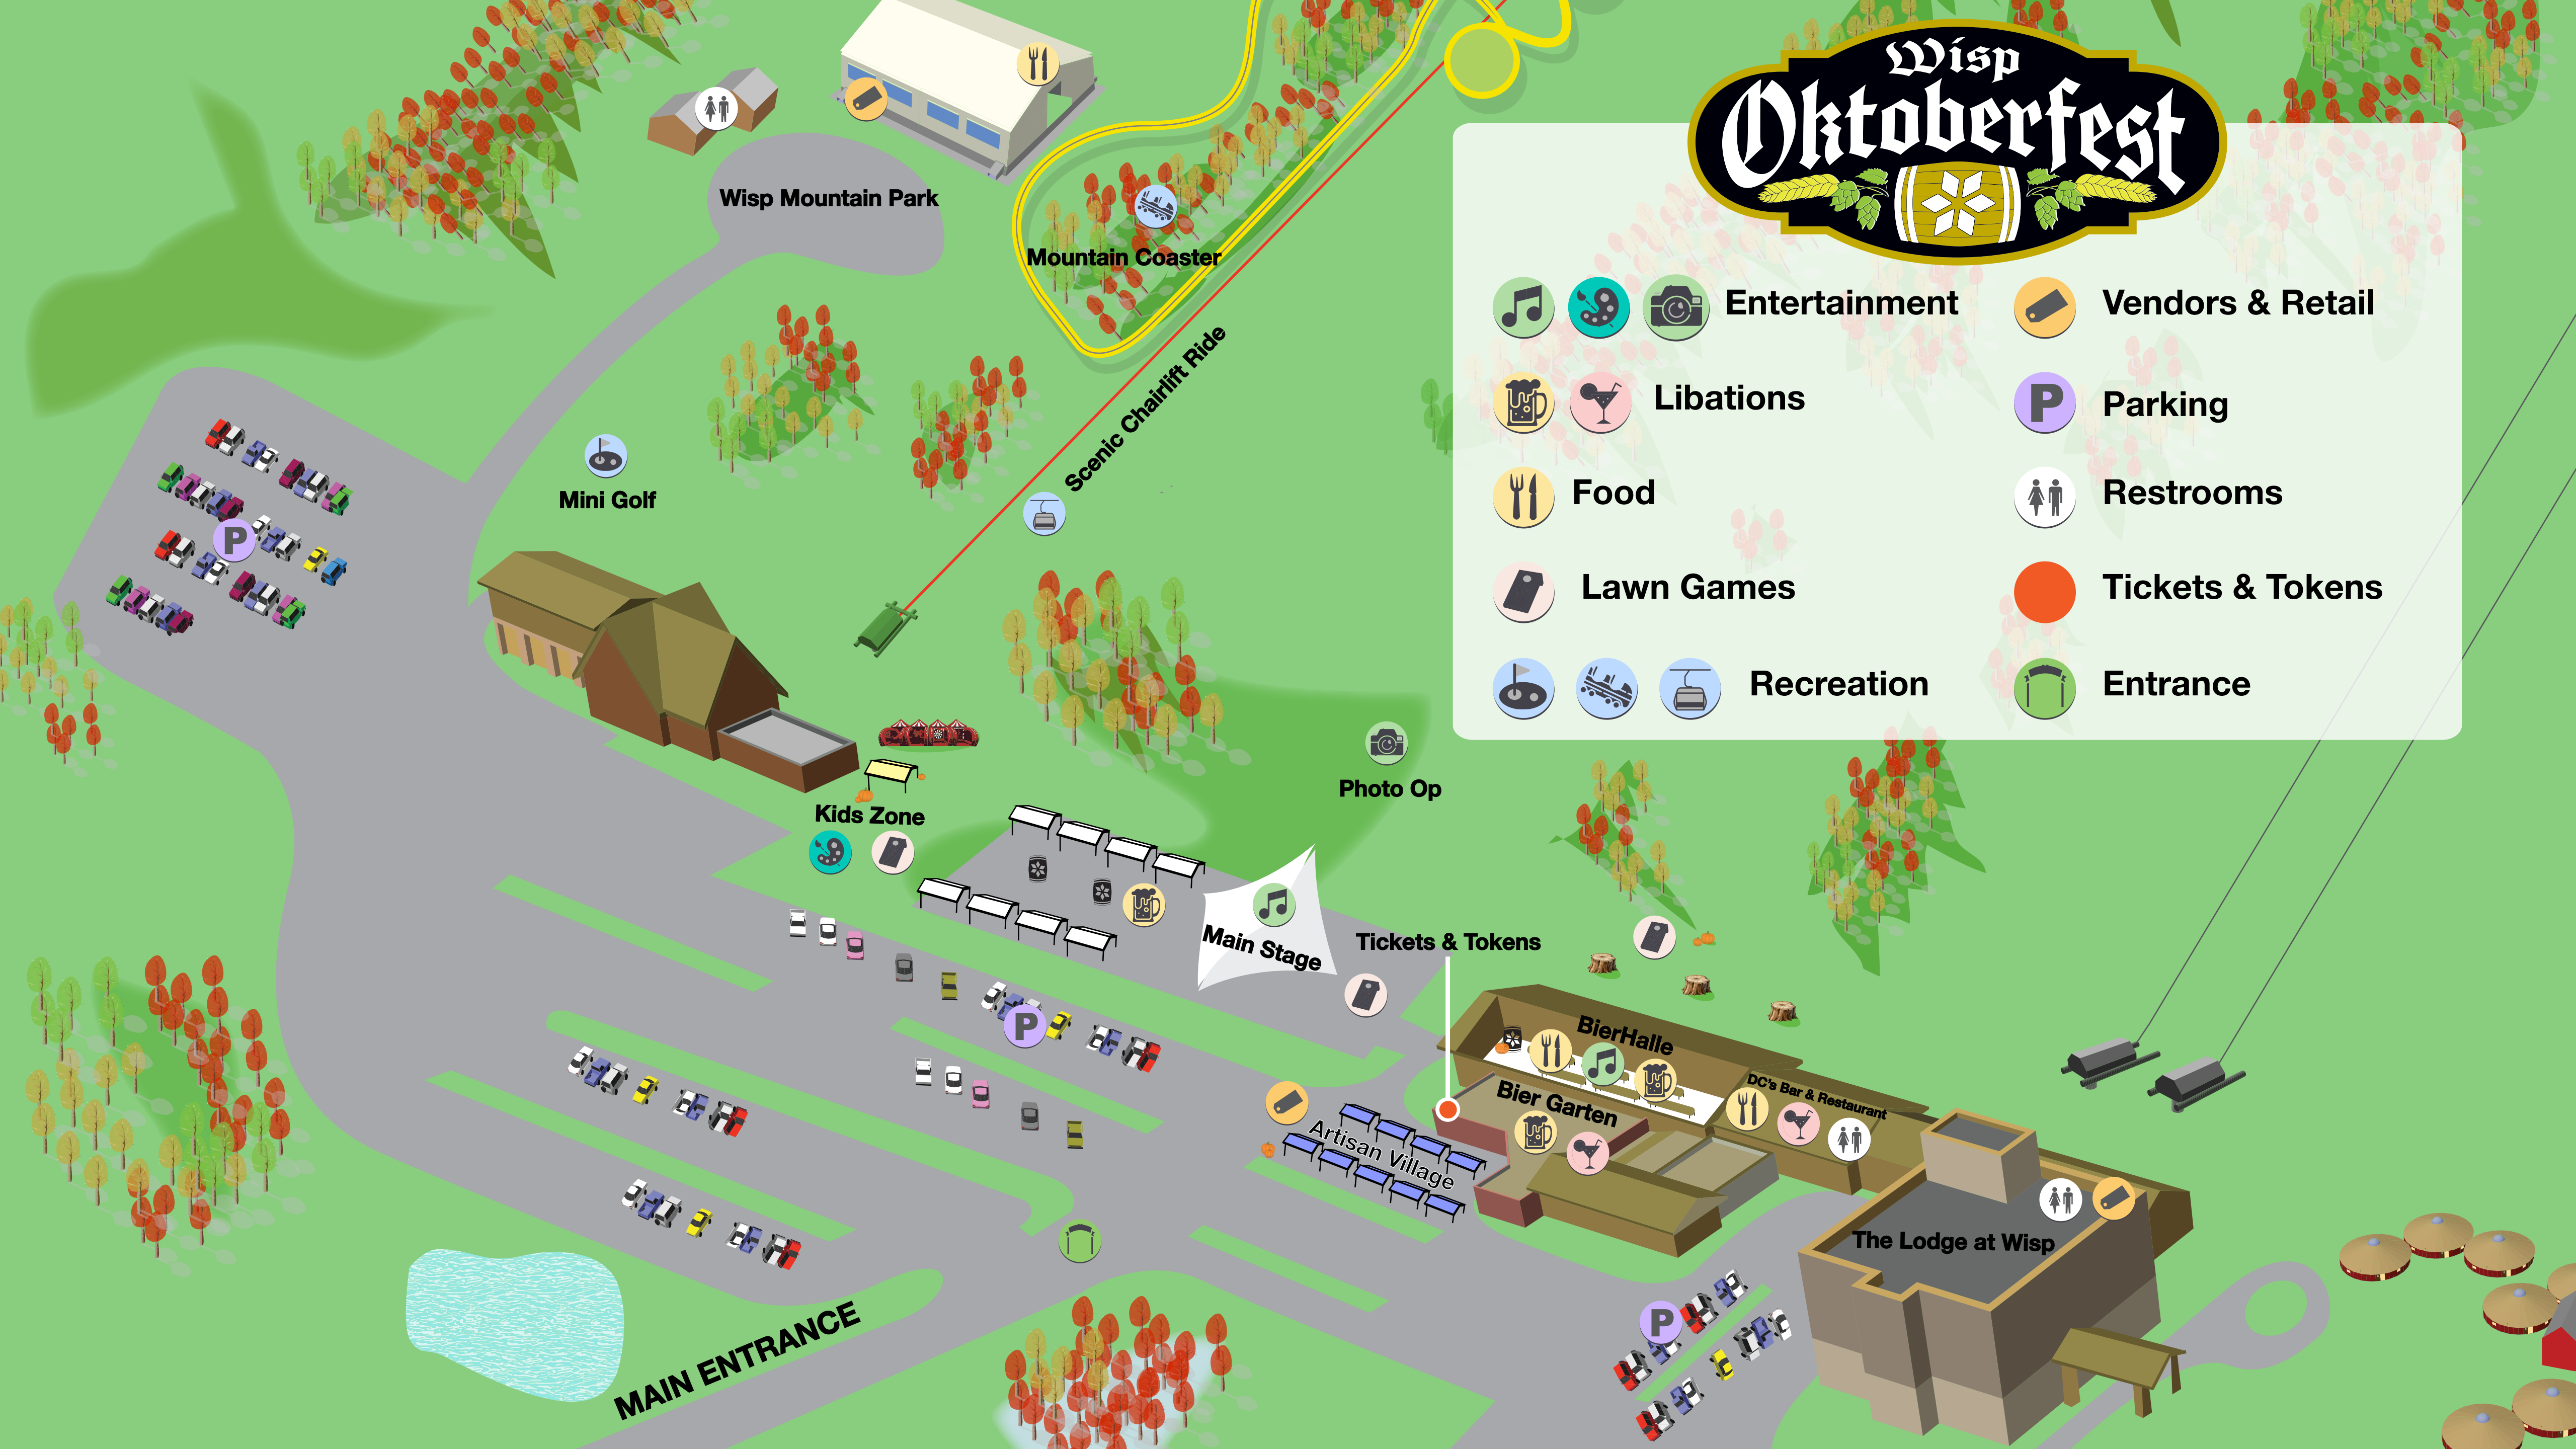 Wisp
Oktoberfest
Entertainment
Vendors & Retail
Libations
P
Parking
Food
Restrooms
Lawn Games
Tickets & Tokens
Recreation
Entrance
Wisp Mountain Park
Mountain Coaster
Scenic Chairlift Ride
Mini Golf
P
Photo Op
Kids Zone
Main Stage
Tickets & Tokens
P
BierHalle
Bier Garten
DC's Bar & Restaurant
Artisan Village
The Lodge at Wisp
P
MAIN ENTRANCE